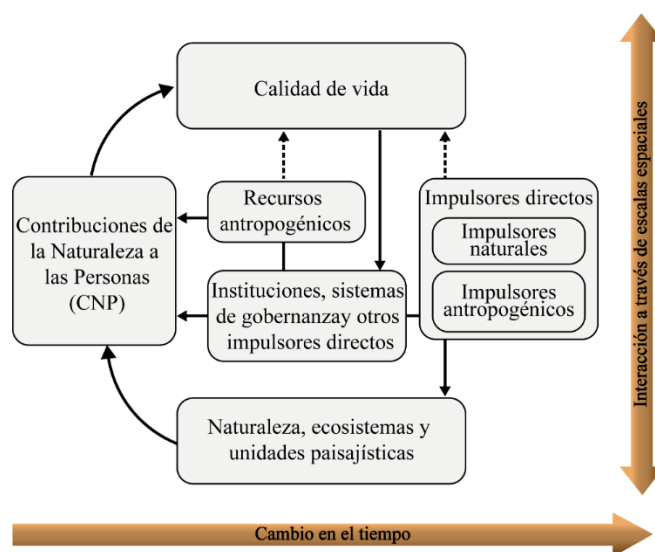 Calidad de vida
Contribuciones de
la Naturaleza a
las Personas
(CNP)
Recursos
antropogénicos
Instituciones, sistemas
de gobernanzay otros
impulsores directos
Impulsores directos
Impulsores
naturales
Impulsores
antropogénicos
Naturaleza, ecosistemas y
unidades paisajísticas
Interacción a través de escalas espaciales
Cambio en el tiempo